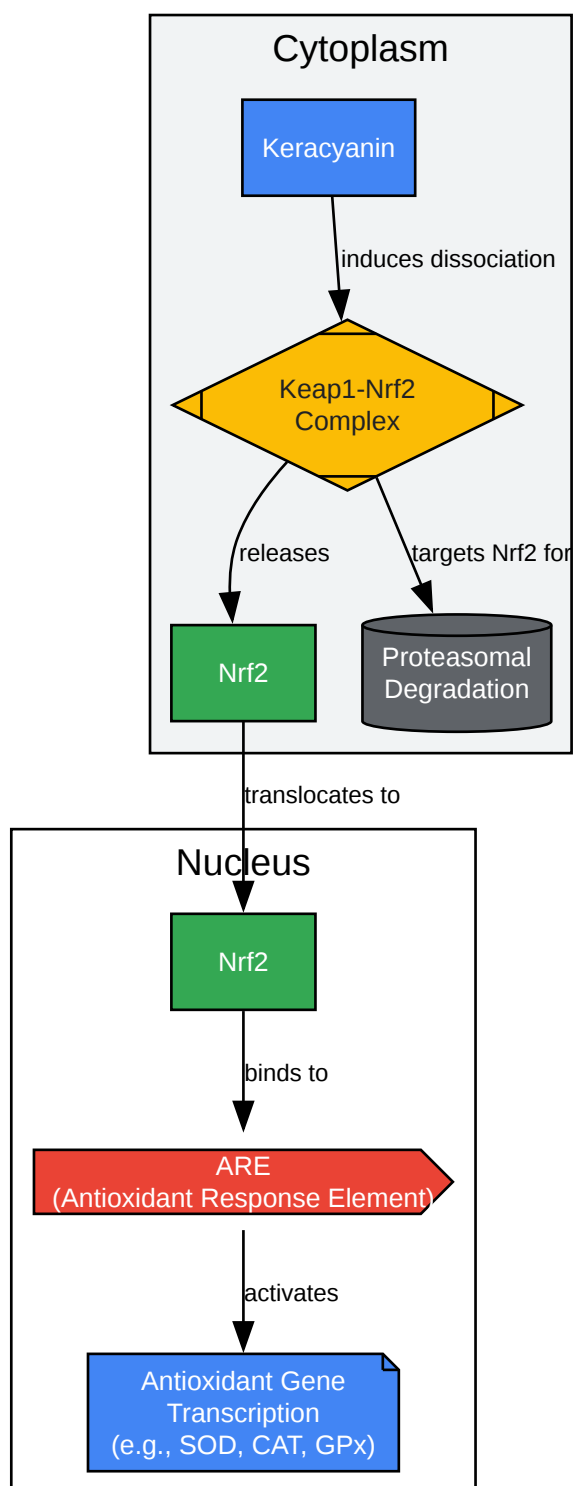 Cytoplasm
Keracyanin
induces dissociation
Keap1-Nrf2
Complex
releases
targets Nrf2 for
Nrf2
Proteasomal
Degradation
translocates to
Nucleus
Nrf2
binds to
ARE
(Antioxidant Response Element)
activates
Antioxidant Gene
Transcription
(e.g., SOD, CAT, GPx)